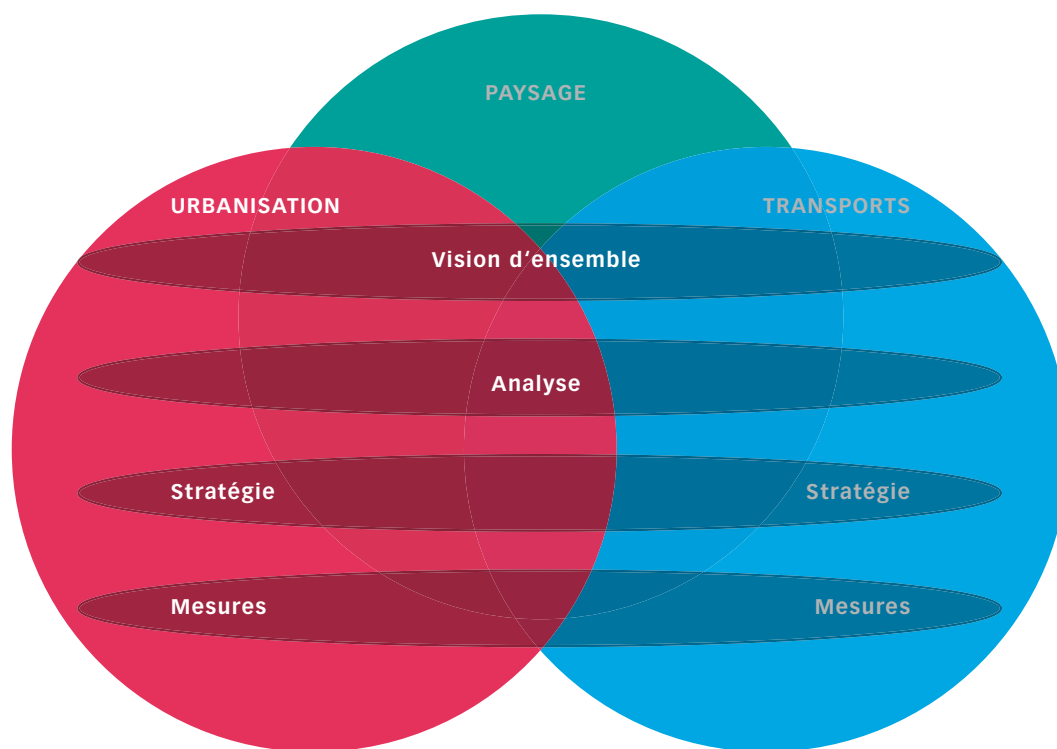 PAYSAGE
URBANISATION
TRANSPORTS
Vision d‘ensemble
Analyse
Stratégie
Stratégie
Mesures
Mesures